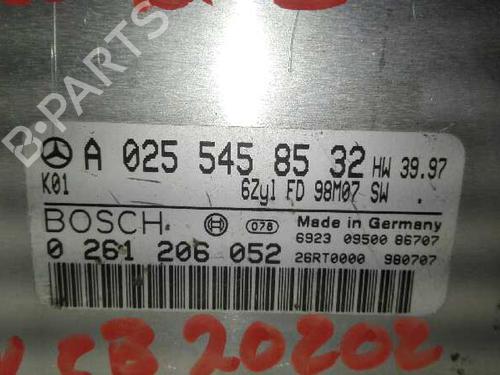 B-PARTS
A 025 545 85 32 HW 39.97
K01 6Zyl FD 98M07 SW .
BOSCH 078 Made in Germany
0 261 206 052 6923 09500 86707
26RT0000 980707
CB 20202